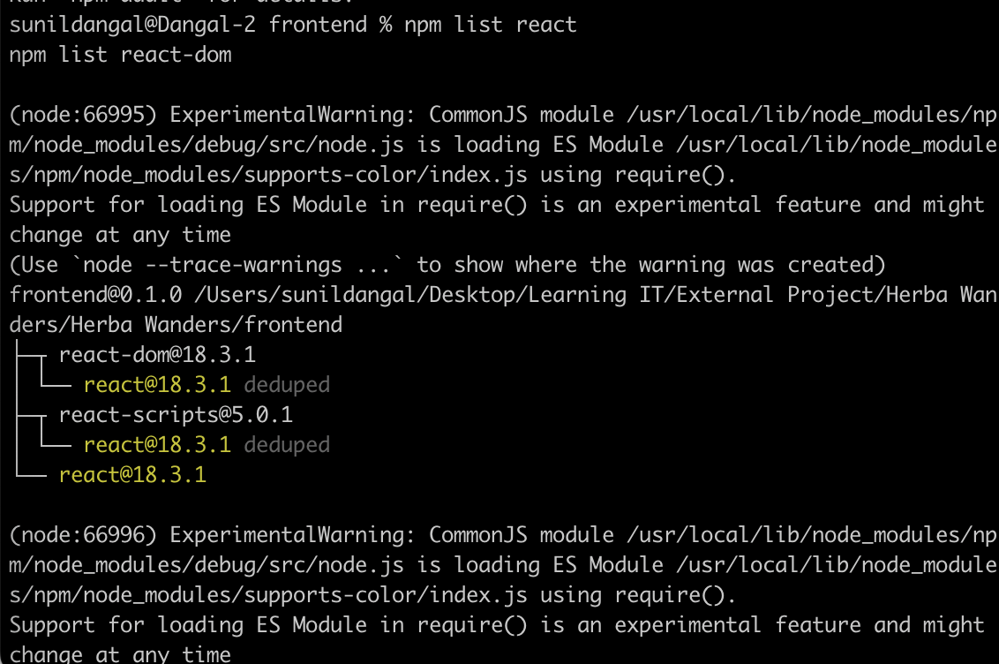 Run `npm audit` for details.
sunildangal@Dangal-2 frontend % npm list react
npm list react-dom
(node:66995) ExperimentalWarning: CommonJS module /usr/local/lib/node_modules/np
m/node_modules/debug/src/node.js is loading ES Module /usr/local/lib/node_module
s/npm/node_modules/supports-color/index.js using require().
Support for loading ES Module in require() is an experimental feature and might
change at any time
(Use `node --trace-warnings ...` to show where the warning was created)
frontend@0.1.0 /Users/sunildangal/Desktop/Learning IT/External Project/Herba Wan
ders/Herba Wanders/frontend
├─┬ react-dom@18.3.1
│ └── react@18.3.1 deduped
├─┬ react-scripts@5.0.1
│ └── react@18.3.1 deduped
└── react@18.3.1
(node:66996) ExperimentalWarning: CommonJS module /usr/local/lib/node_modules/np
m/node_modules/debug/src/node.js is loading ES Module /usr/local/lib/node_module
s/npm/node_modules/supports-color/index.js using require().
Support for loading ES Module in require() is an experimental feature and might
change at any time